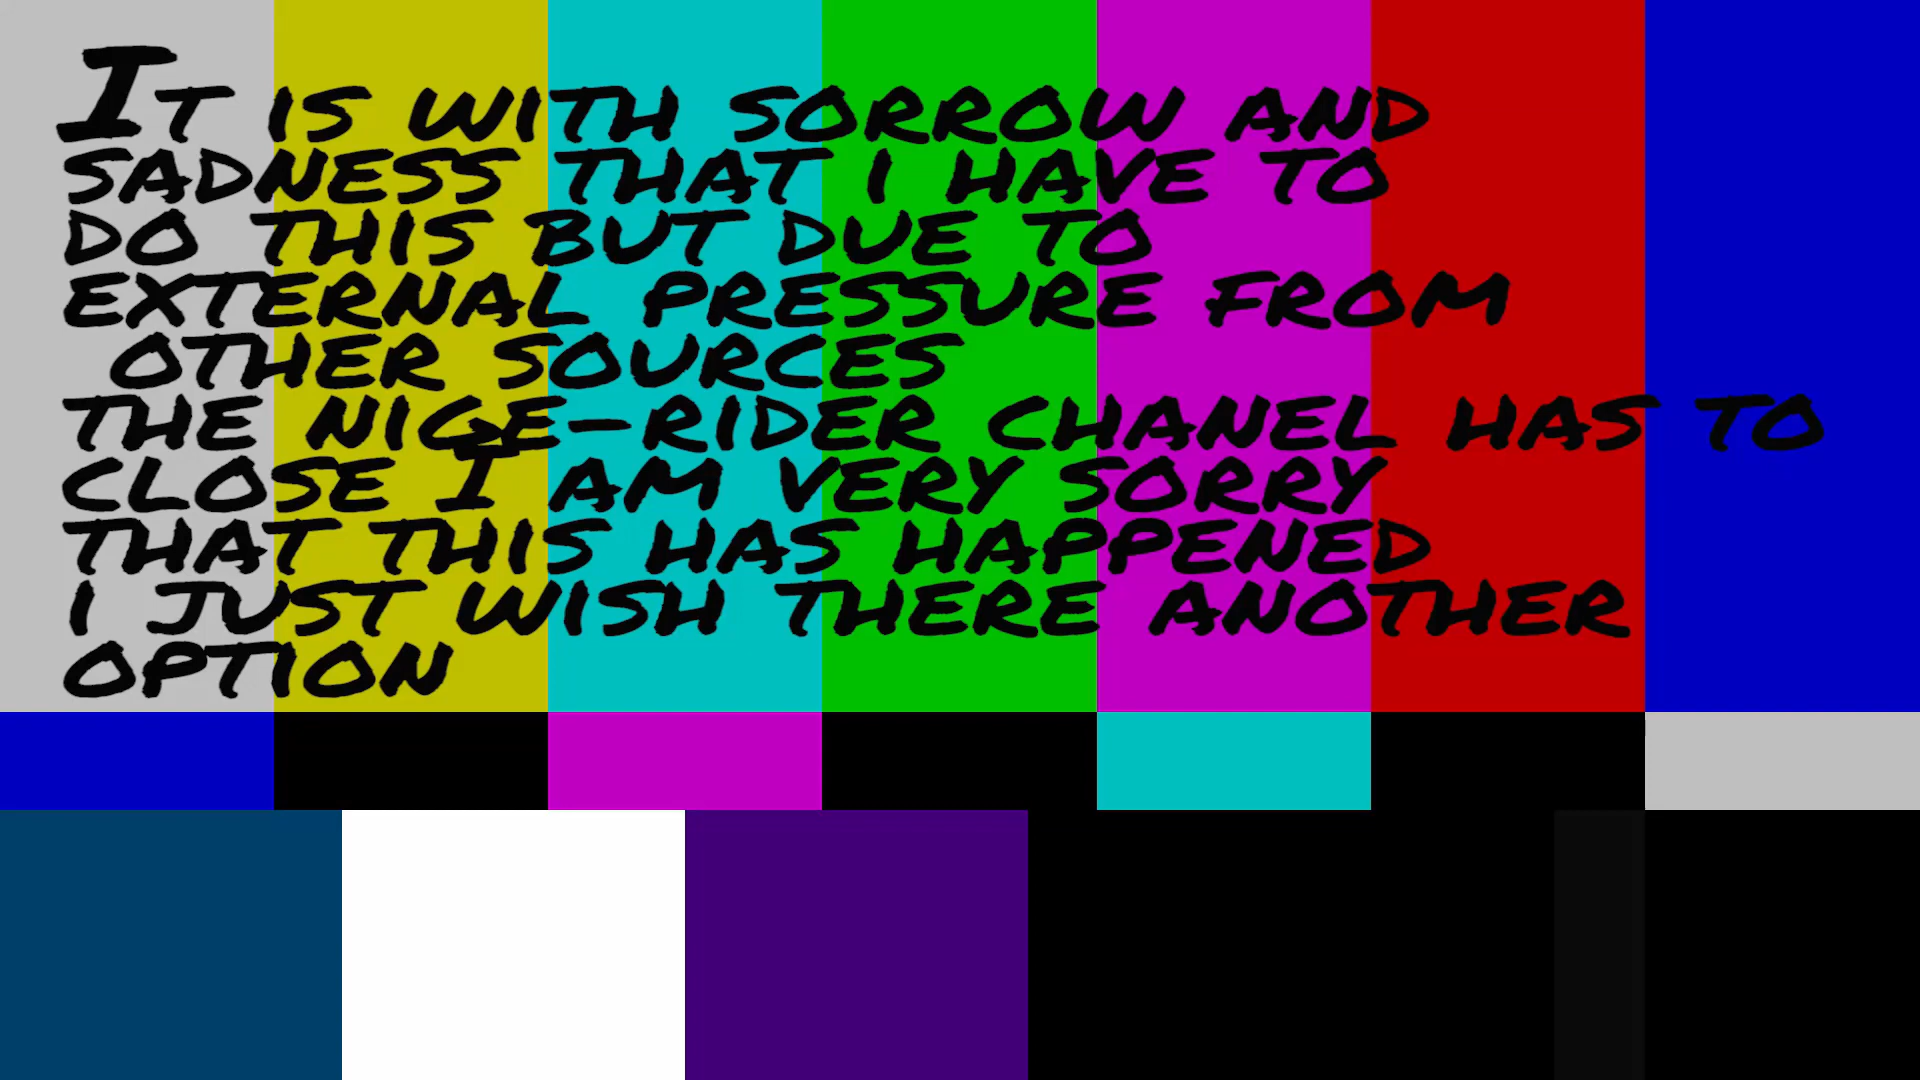 It is with sorrow and
sadness that i have to
do this but due to
external pressure from
other sources
the nige-rider chanel has to
close I am very sorry
that this has happened
i just wish there another
option